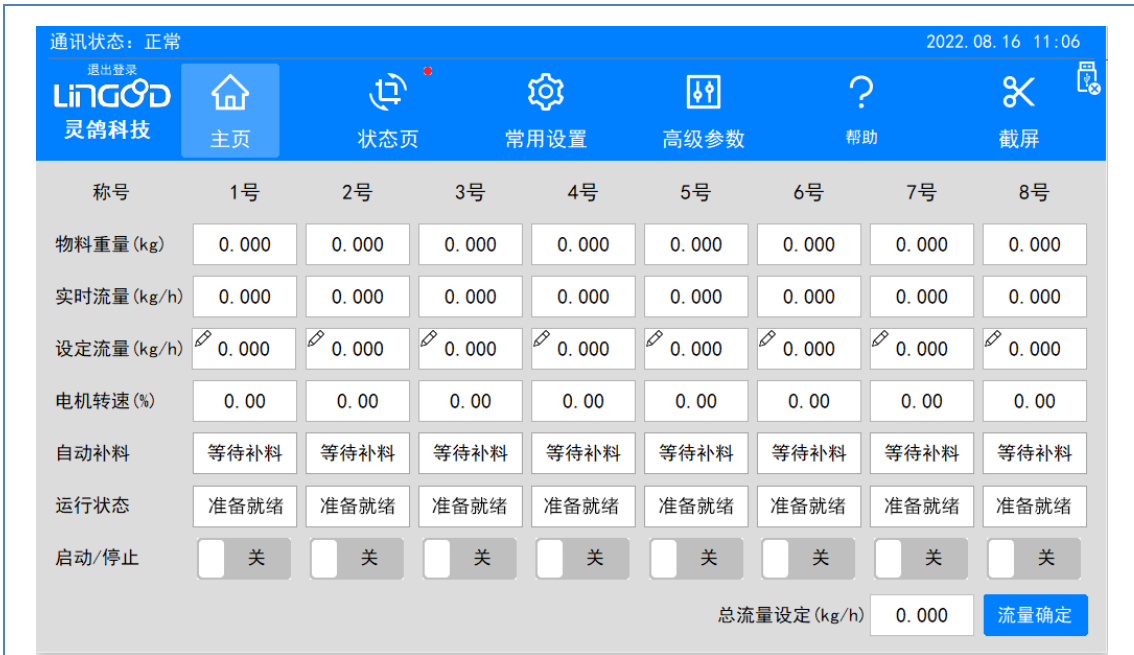 通讯状态：正常 2022.08.16 11:06
退出登录
LiNGOD
灵鸽科技
主页 状态页 常用设置 高级参数 帮助 截屏
称号 1号 2号 3号 4号 5号 6号 7号 8号
物料重量(kg) 0.000 0.000 0.000 0.000 0.000 0.000 0.000 0.000
实时流量(kg/h) 0.000 0.000 0.000 0.000 0.000 0.000 0.000 0.000
设定流量(kg/h) 0.000 0.000 0.000 0.000 0.000 0.000 0.000 0.000
电机转速(%) 0.00 0.00 0.00 0.00 0.00 0.00 0.00 0.00
自动补料 等待补料 等待补料 等待补料 等待补料 等待补料 等待补料 等待补料 等待补料
运行状态 准备就绪 准备就绪 准备就绪 准备就绪 准备就绪 准备就绪 准备就绪 准备就绪
启动/停止 关 关 关 关 关 关 关 关
总流量设定(kg/h) 0.000 流量确定